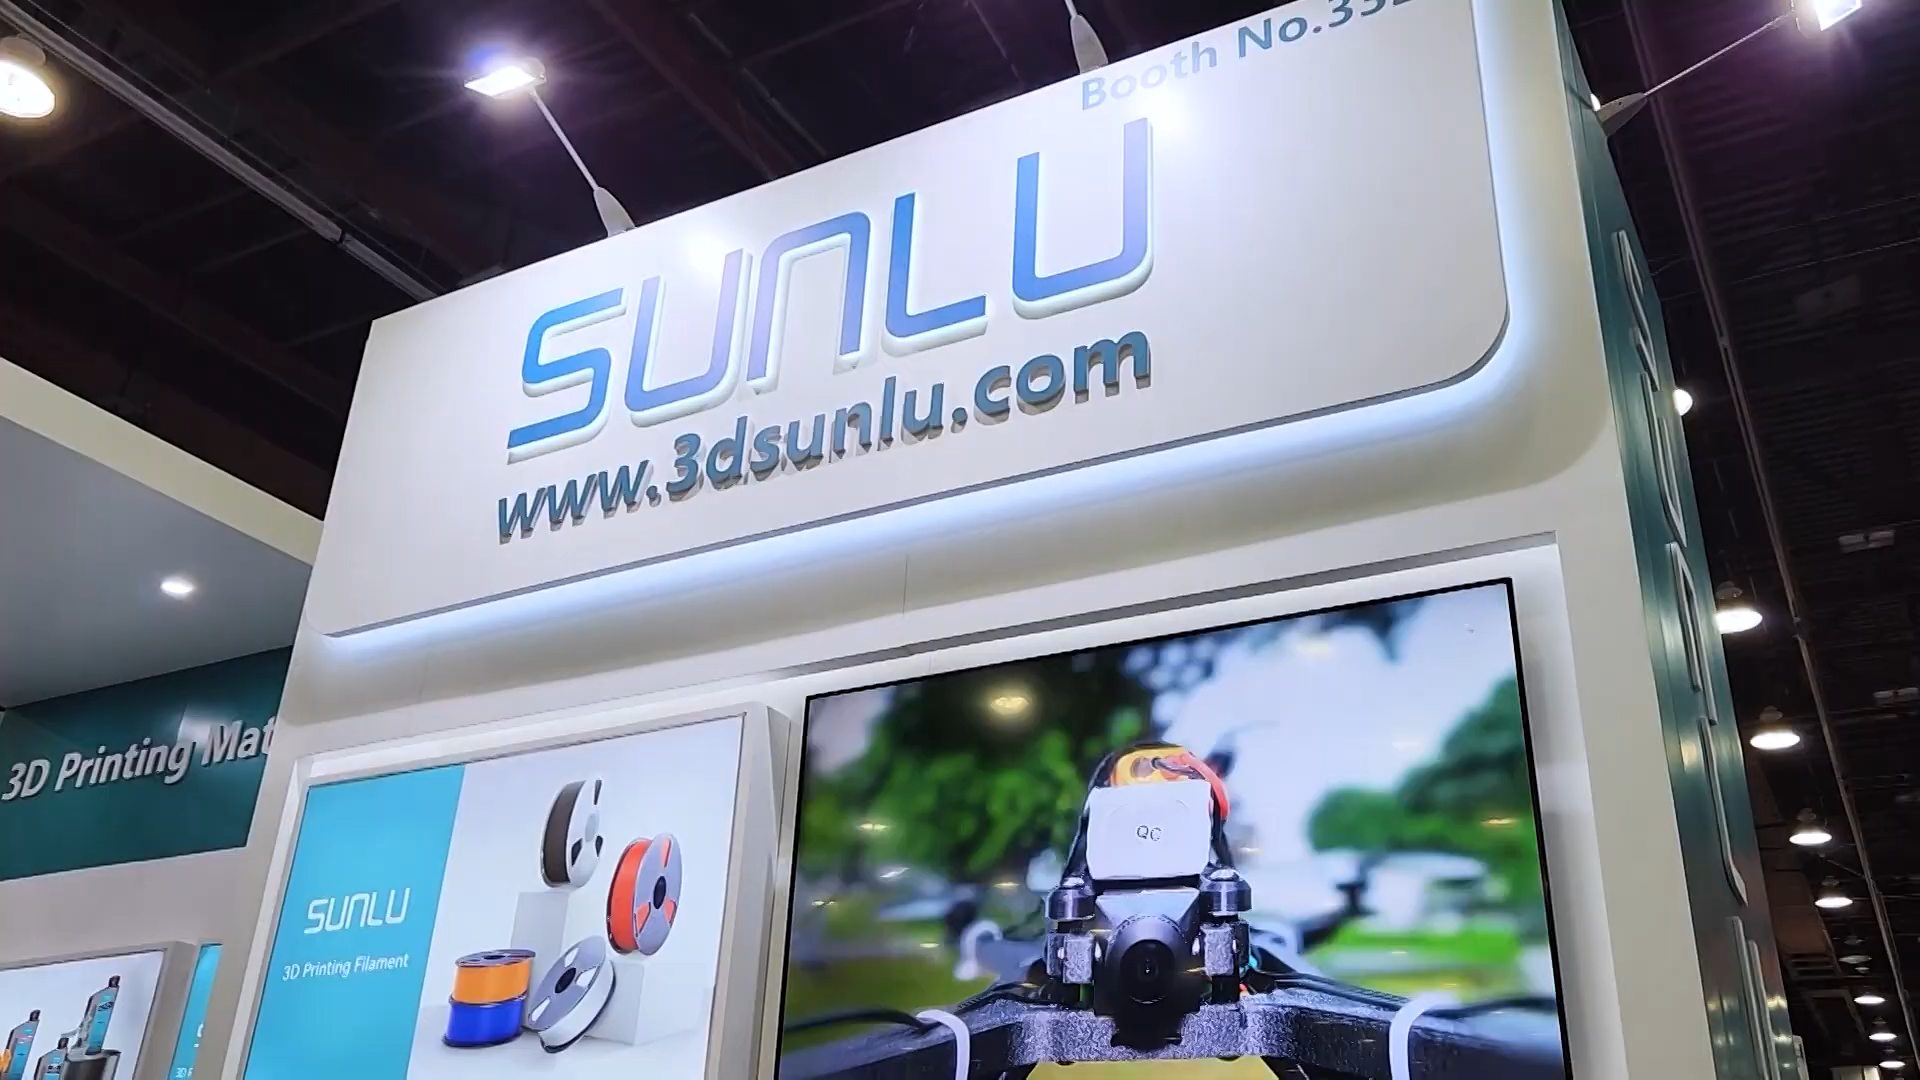 Booth No.
SUNLU
www.3dsunlu.com
3D Printing
QC
SUNLU
3D Printing Filament